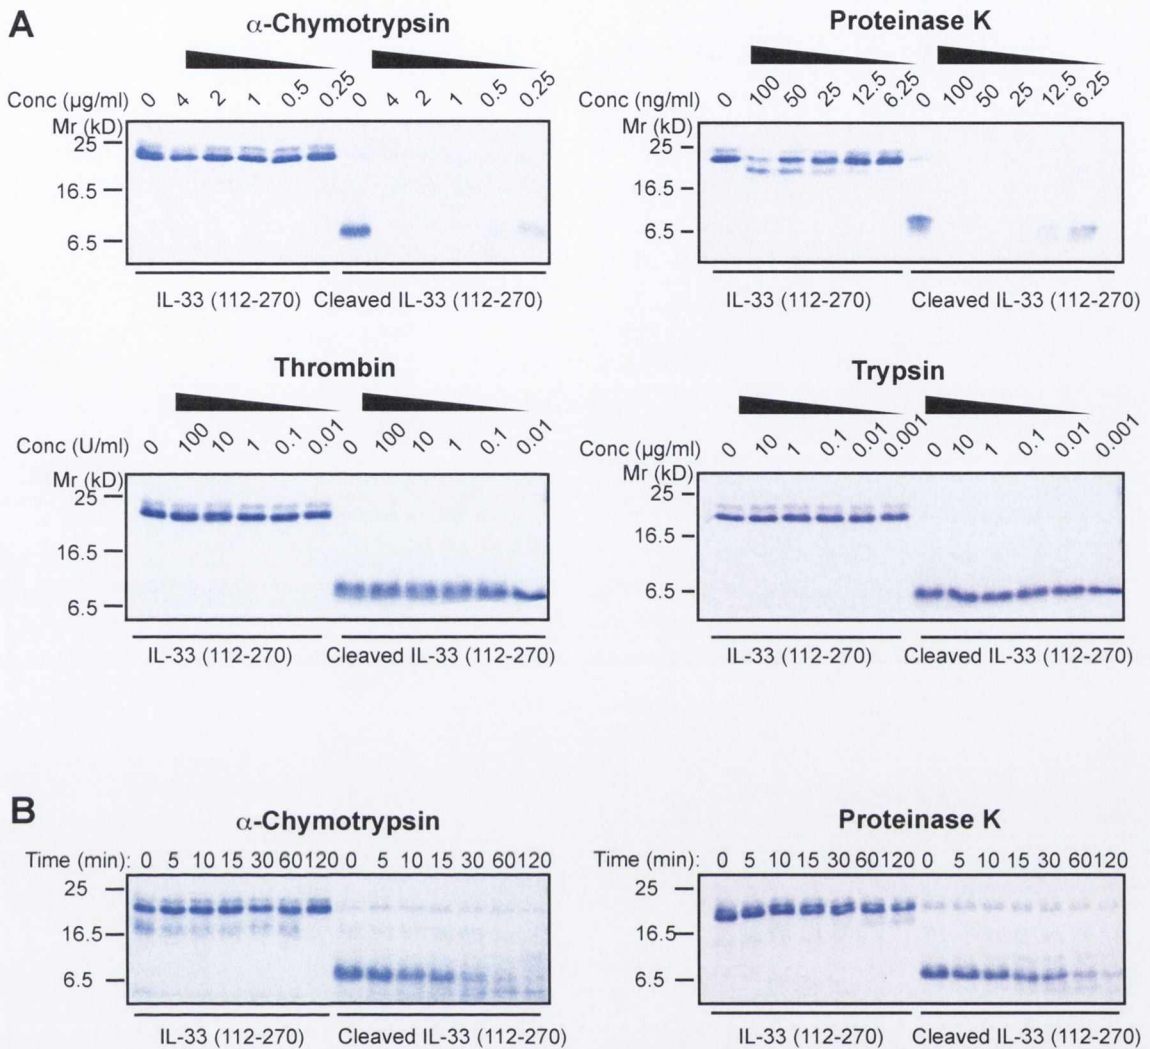 A
α-Chymotrypsin
Conc (µg/ml) 0 4 2 1 0.5 0.25 0 4 2 1 0.5 0.25
Mr (kD)
25
16.5
6.5
IL-33 (112-270) Cleaved IL-33 (112-270)
Proteinase K
Conc (ng/ml) 0 100 50 25 12.5 6.25 0 100 50 25 12.5 6.25
Mr (kD)
25
16.5
6.5
IL-33 (112-270) Cleaved IL-33 (112-270)
Thrombin
Conc (U/ml) 0 100 10 1 0.1 0.01 0 100 10 1 0.1 0.01
Mr (kD)
25
16.5
6.5
IL-33 (112-270) Cleaved IL-33 (112-270)
Trypsin
Conc (µg/ml) 0 10 1 0.1 0.01 0.001 0 10 1 0.1 0.01 0.001
Mr (kD)
25
16.5
6.5
IL-33 (112-270) Cleaved IL-33 (112-270)
B
α-Chymotrypsin
Time (min): 0 5 10 15 30 60 120 0 5 10 15 30 60 120
25
16.5
6.5
IL-33 (112-270) Cleaved IL-33 (112-270)
Proteinase K
Time (min): 0 5 10 15 30 60 120 0 5 10 15 30 60 120
25
16.5
6.5
IL-33 (112-270) Cleaved IL-33 (112-270)